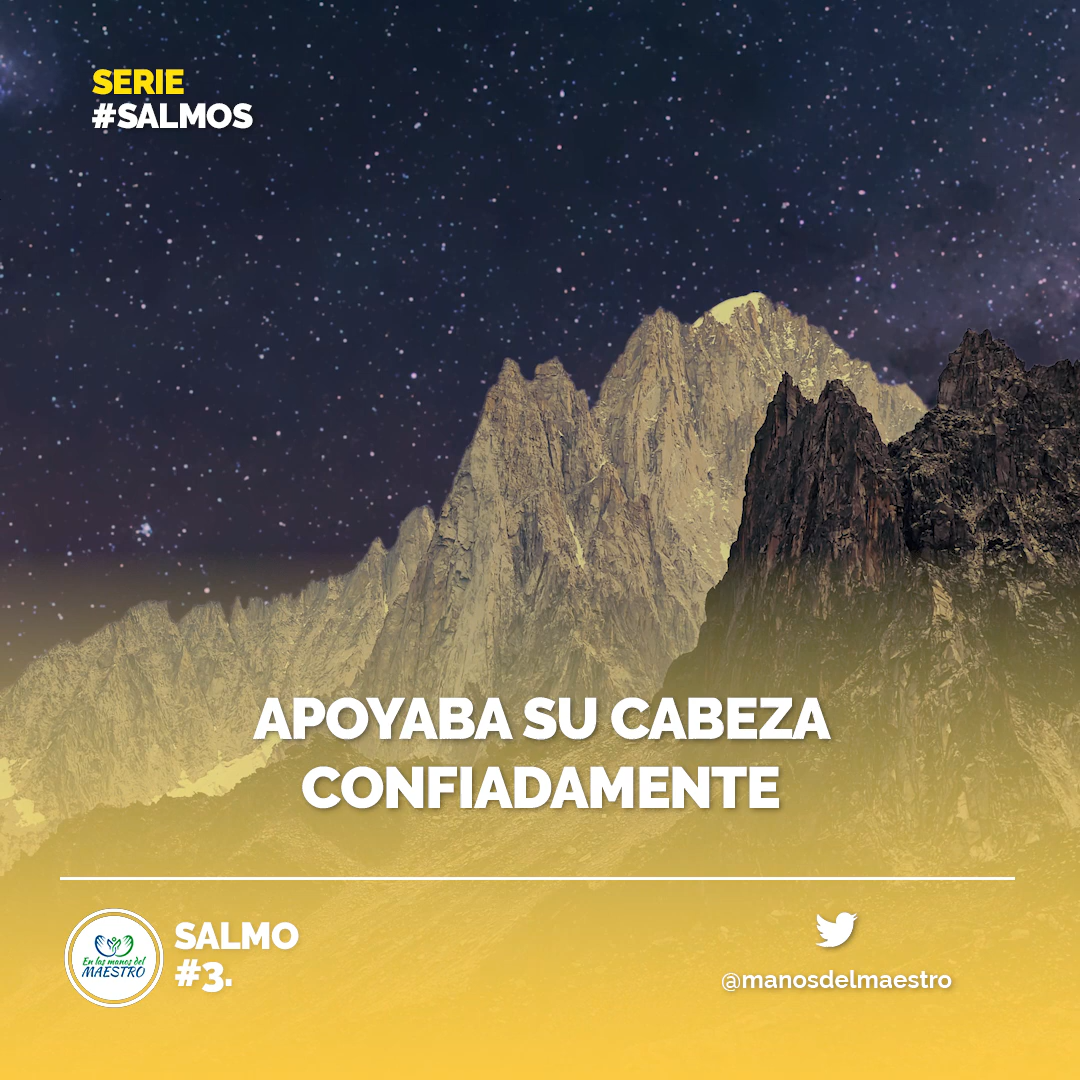 SERIE
#SALMOS
APOYABA SU CABEZA
CONFIADAMENTE
En las manos del
MAESTRO
SALMO
#3.
@manosdelmaestro